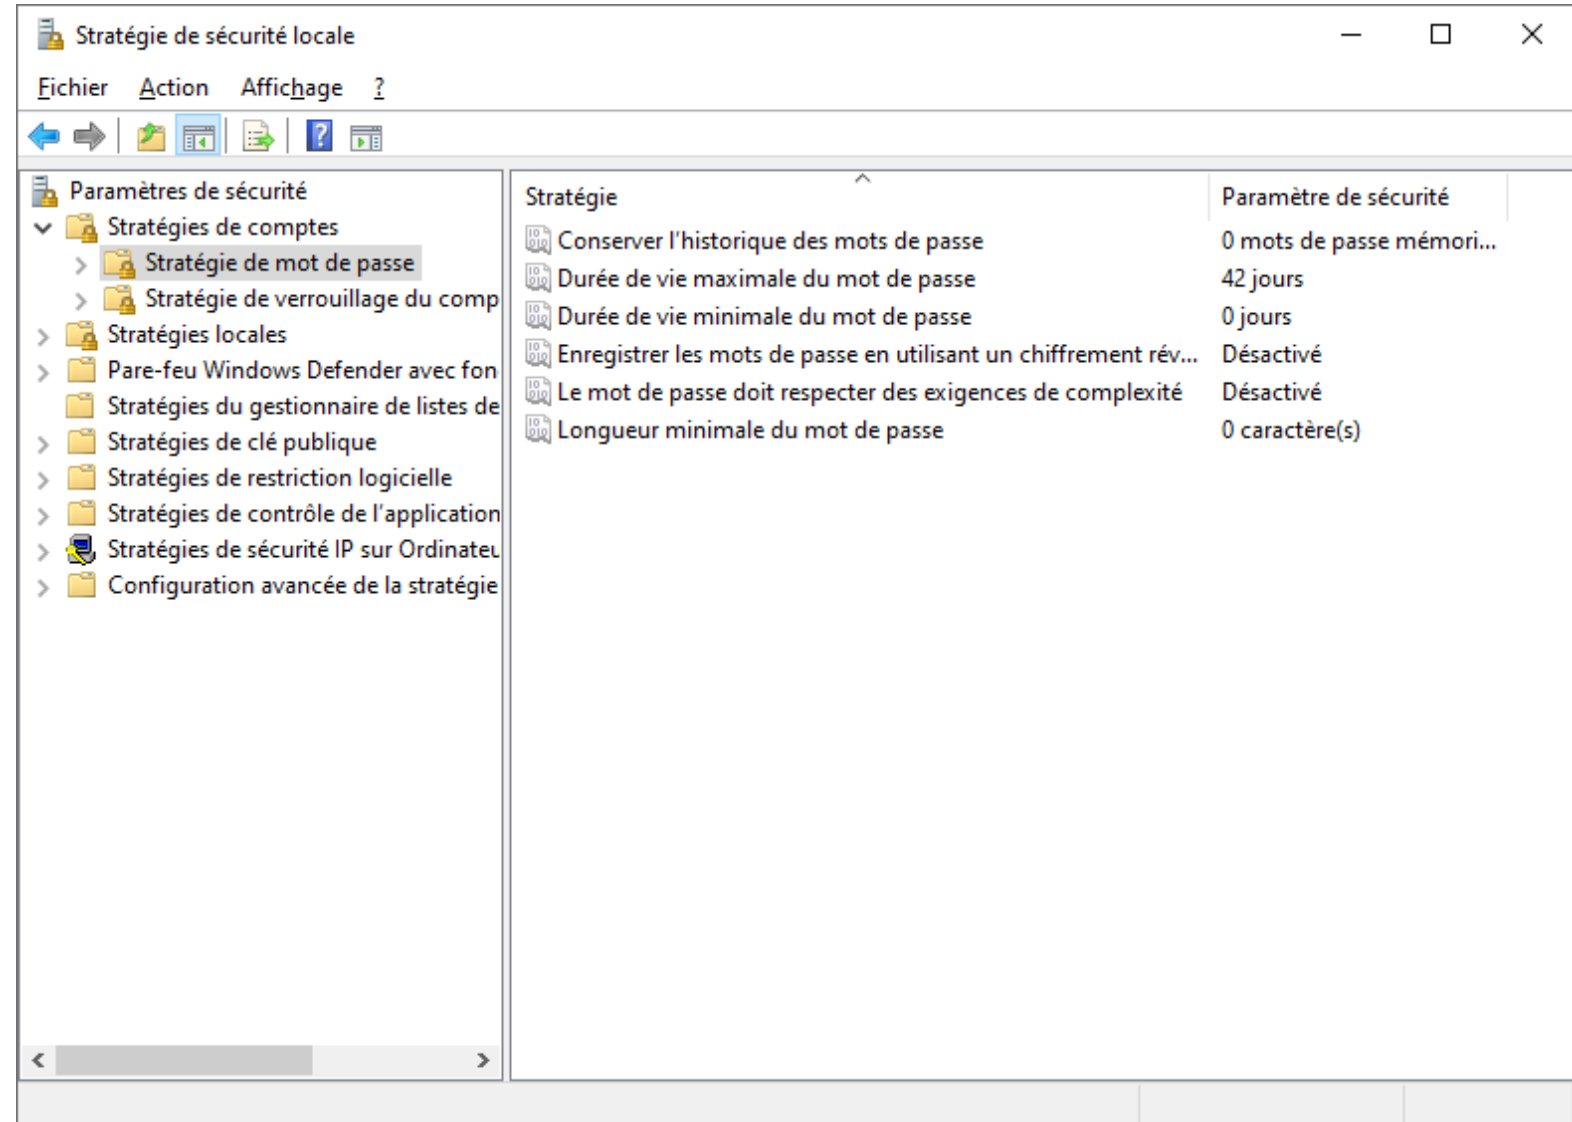 Stratégie de sécurité locale
Fichier Action Affichage ?
Paramètres de sécurité
Stratégies de comptes
Stratégie de mot de passe
Stratégie de verrouillage du comp
Stratégies locales
Pare-feu Windows Defender avec fon
Stratégies du gestionnaire de listes de
Stratégies de clé publique
Stratégies de restriction logicielle
Stratégies de contrôle de l'application
Stratégies de sécurité IP sur Ordinateu
Configuration avancée de la stratégie
Stratégie Paramètre de sécurité
Conserver l'historique des mots de passe 0 mots de passe mémori...
Durée de vie maximale du mot de passe 42 jours
Durée de vie minimale du mot de passe 0 jours
Enregistrer les mots de passe en utilisant un chiffrement rév... Désactivé
Le mot de passe doit respecter des exigences de complexité Désactivé
Longueur minimale du mot de passe 0 caractère(s)